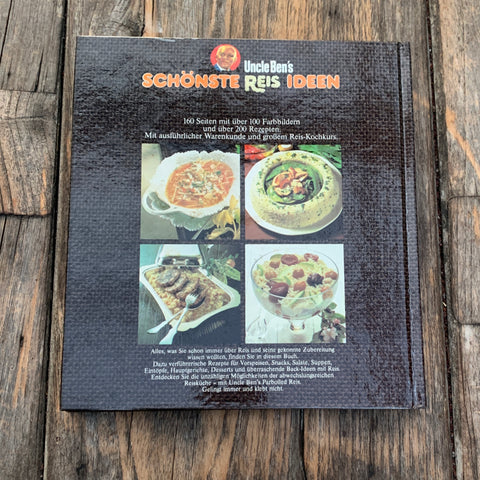 Uncle Ben's
SCHÖNSTE REIS IDEEN
160 Seiten mit über 100 Farbbildern
und über 200 Rezepten.
Mit ausführlicher Warenkunde und großem Reis-Kochkurs.
Alles, was Sie schon immer über Reis und seine gekonnte Zubereitung
wissen wollten, finden Sie in diesem Buch.
Dazu verführerische Rezepte für Vorspeisen, Snacks, Salate, Suppen,
Eintöpfe, Hauptgerichte, Desserts und überraschende Back-Ideen mit Reis.
Entdecken Sie die unzähligen Möglichkeiten der abwechslungsreichen
Reisküche – mit Uncle Ben's Parboiled Reis.
Gelingt immer und klebt nicht.